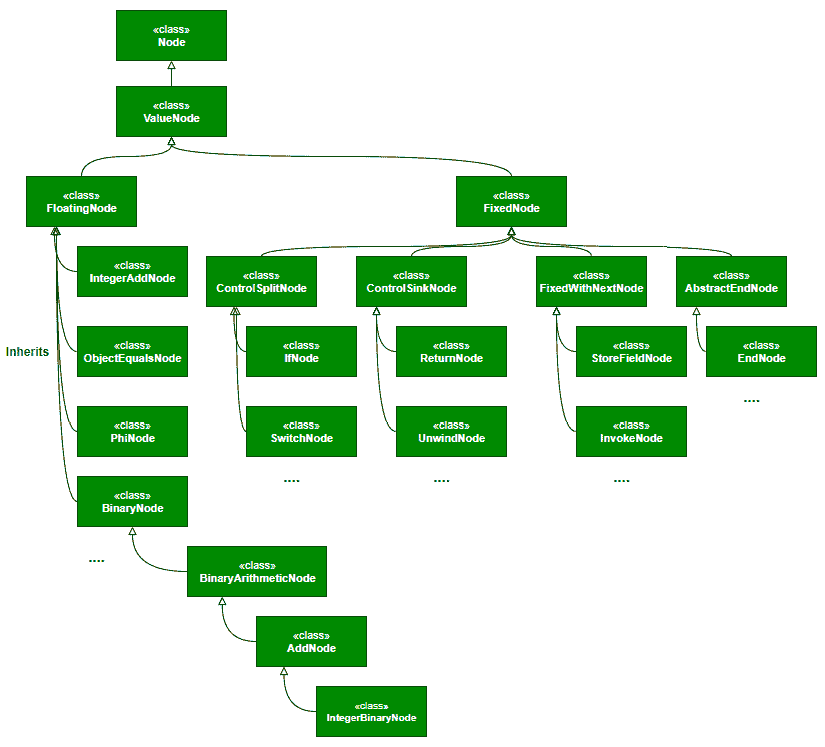 «class»
Node
«class»
ValueNode
«class»
FloatingNode
«class»
FixedNode
«class»
IntegerAddNode
«class»
ControlSplitNode
«class»
ControlSinkNode
«class»
FixedWithNextNode
«class»
AbstractEndNode
Inherits
«class»
ObjectEqualsNode
«class»
IfNode
«class»
ReturnNode
«class»
StoreFieldNode
«class»
EndNode
....
«class»
PhiNode
«class»
SwitchNode
«class»
UnwindNode
«class»
InvokeNode
....
....
....
«class»
BinaryNode
....
«class»
BinaryArithmeticNode
«class»
AddNode
«class»
IntegerBinaryNode